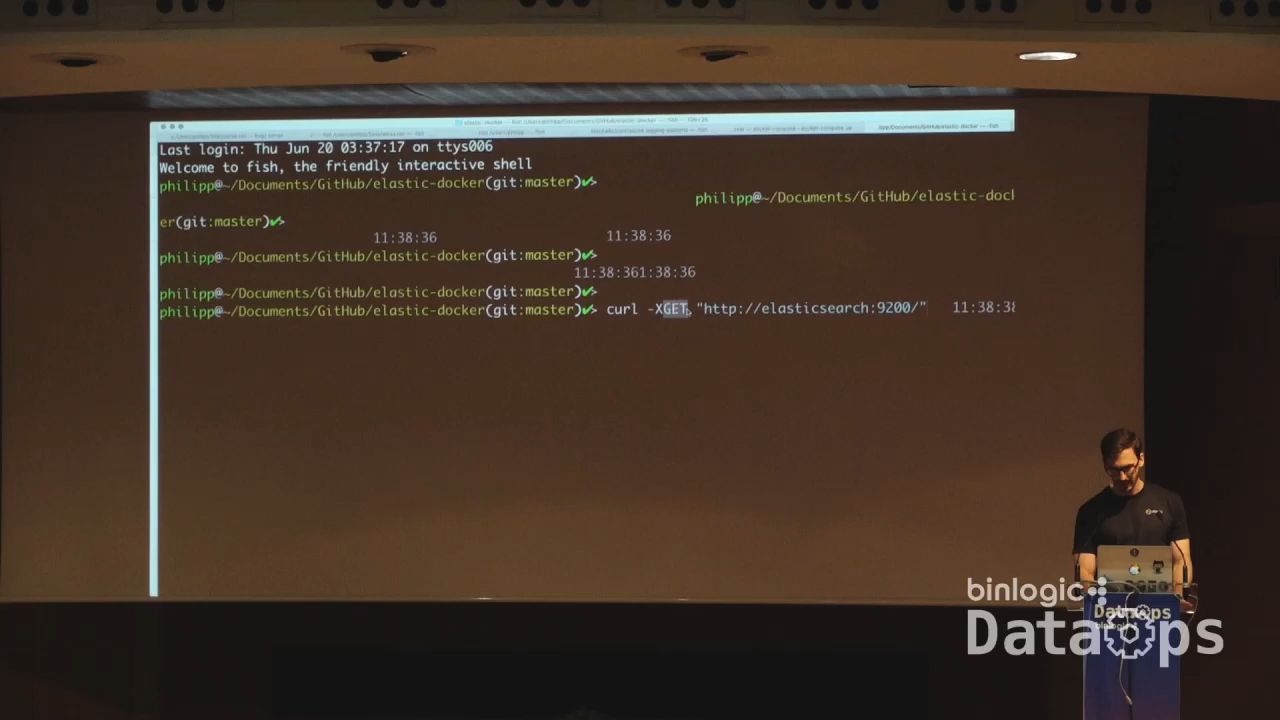 Last login: Thu Jun 20 03:37:17 on ttys006
Welcome to fish, the friendly interactive shell
philipp@~/Documents/GitHub/elastic-docker(git:master)✔>
philipp@~/Documents/GitHub/elastic-dock
er(git:master)✔>
11:38:36 11:38:36
philipp@~/Documents/GitHub/elastic-docker(git:master)✔>
11:38:361:38:36
philipp@~/Documents/GitHub/elastic-docker(git:master)✔>
philipp@~/Documents/GitHub/elastic-docker(git:master)✔> curl -XGET "http://elasticsearch:9200/" 11:38:38
binlogic
DataOps